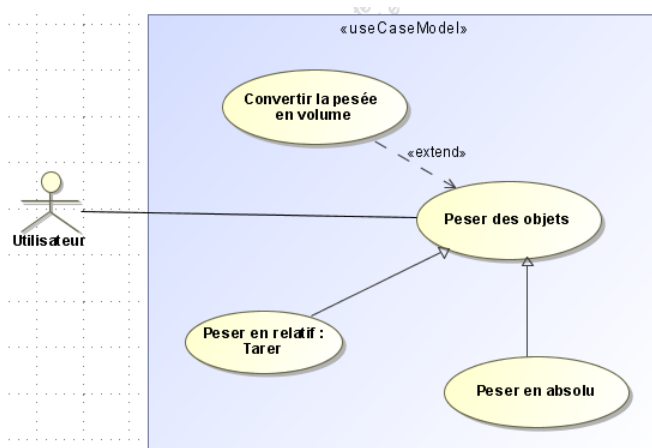 «useCaseModel»
Convertir la pesée
en volume
«extend»
Peser des objets
Utilisateur
Peser en relatif :
Tarer
Peser en absolu